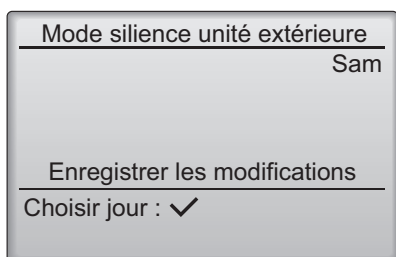 Mode silience unité extérieure
Sam
Enregistrer les modifications
Choisir jour : ✓